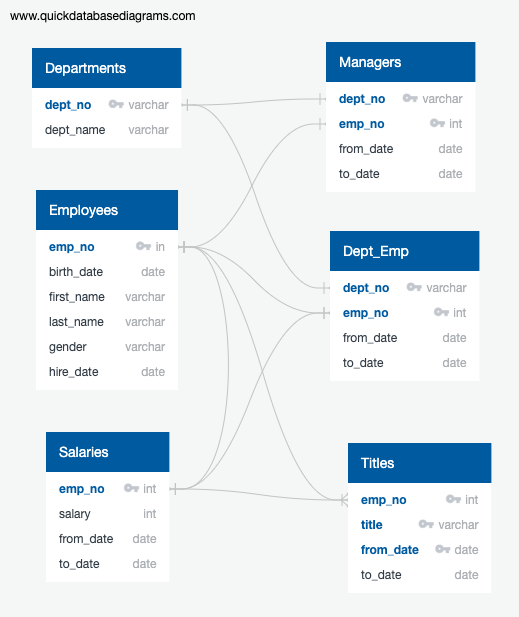 www.quickdatabasediagrams.com
Departments
dept_no varchar
dept_name varchar
Managers
dept_no varchar
emp_no int
from_date date
to_date date
Employees
emp_no in
birth_date date
first_name varchar
last_name varchar
gender varchar
hire_date date
Dept_Emp
dept_no varchar
emp_no int
from_date date
to_date date
Salaries
emp_no int
salary int
from_date date
to_date date
Titles
emp_no int
title varchar
from_date date
to_date date